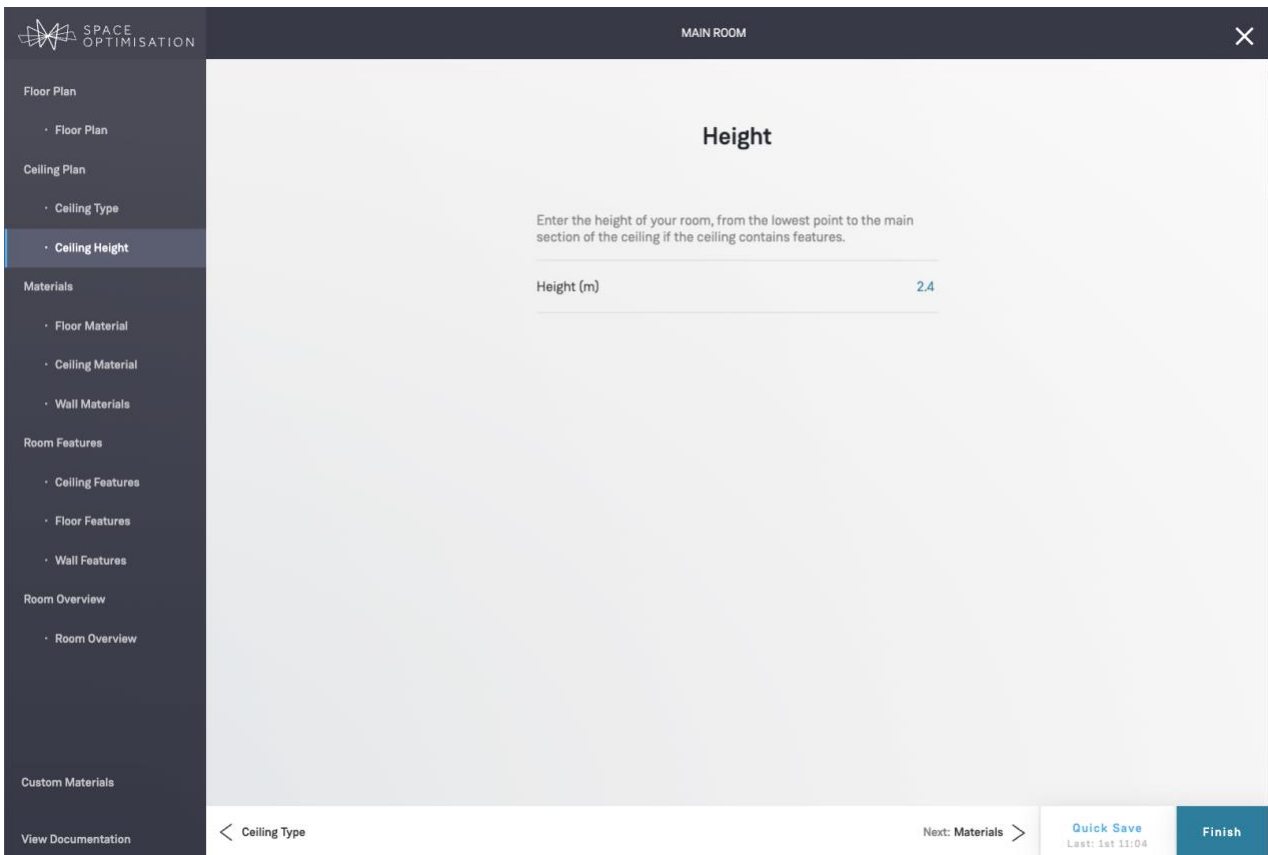 SPACE
OPTIMISATION
MAIN ROOM
Floor Plan
· Floor Plan
Ceiling Plan
· Ceiling Type
· Ceiling Height
Materials
· Floor Material
· Ceiling Material
· Wall Materials
Room Features
· Ceiling Features
· Floor Features
· Wall Features
Room Overview
· Room Overview
Custom Materials
View Documentation
Height
Enter the height of your room, from the lowest point to the main
section of the ceiling if the ceiling contains features.
Height (m) 2.4
Ceiling Type
Next: Materials
Quick Save
Last: 1st 11:04
Finish